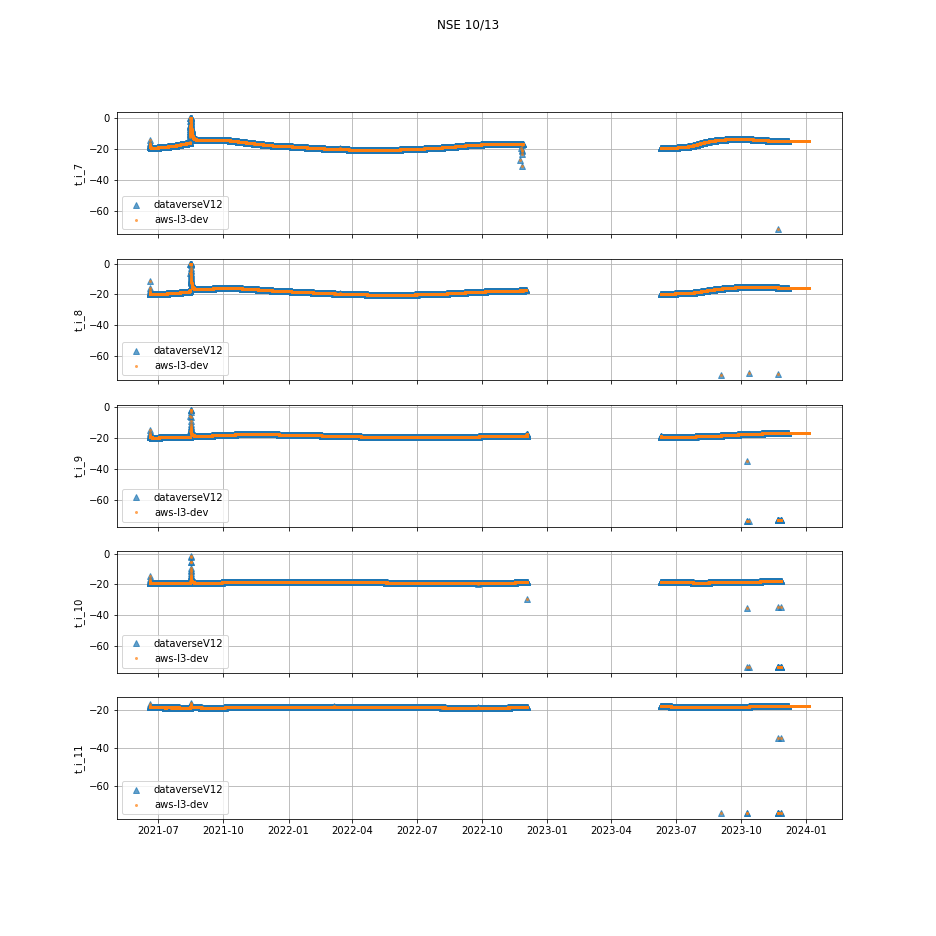 NSE 10/13
0
−20
−40
−60
t_i_7
dataverseV12
aws-l3-dev
0
−20
−40
−60
t_i_8
dataverseV12
aws-l3-dev
0
−20
−40
−60
t_i_9
dataverseV12
aws-l3-dev
0
−20
−40
−60
t_i_10
dataverseV12
aws-l3-dev
−20
−40
−60
t_i_11
dataverseV12
aws-l3-dev
2021-07 2021-10 2022-01 2022-04 2022-07 2022-10 2023-01 2023-04 2023-07 2023-10 2024-01